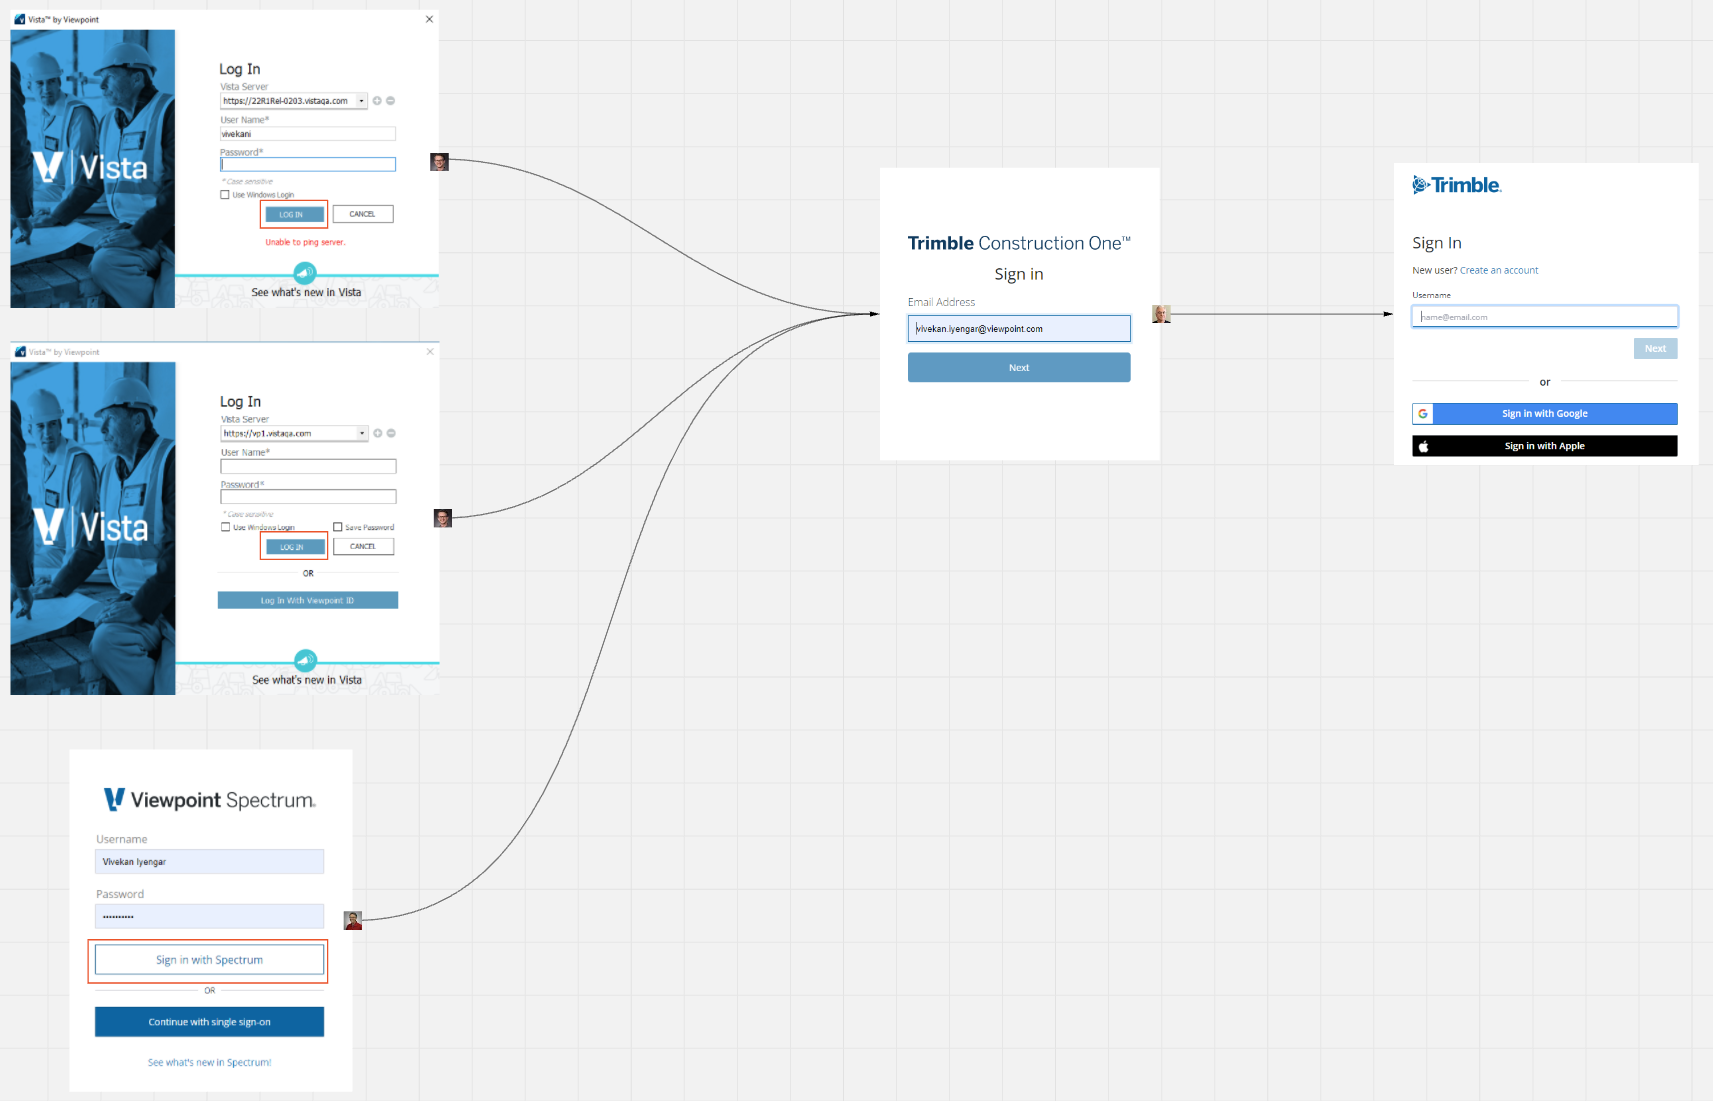 Vista™ by Viewpoint
Vista
Log In
Vista Server
https://22R1Rel-0203.vistaqa.com
User Name*
vivekani
Password*
* Case sensitive
Use Windows Login
LOG IN
CANCEL
Unable to ping server.
See what's new in Vista
Vista™ by Viewpoint
Vista
Log In
Vista Server
https://vp1.vistaqa.com
User Name*
Password*
* Case sensitive
Use Windows Login
Save Password
LOG IN
CANCEL
OR
Log In With Viewpoint ID
See what's new in Vista
Viewpoint Spectrum®
Username
Vivekan Iyengar
Password
••••••••••
Sign in with Spectrum
OR
Continue with single sign-on
See what's new in Spectrum!
Trimble Construction One™
Sign in
Email Address
vivekan.iyengar@viewpoint.com
Next
Trimble®
Sign In
New user? Create an account
Username
name@email.com
Next
or
Sign in with Google
Sign in with Apple